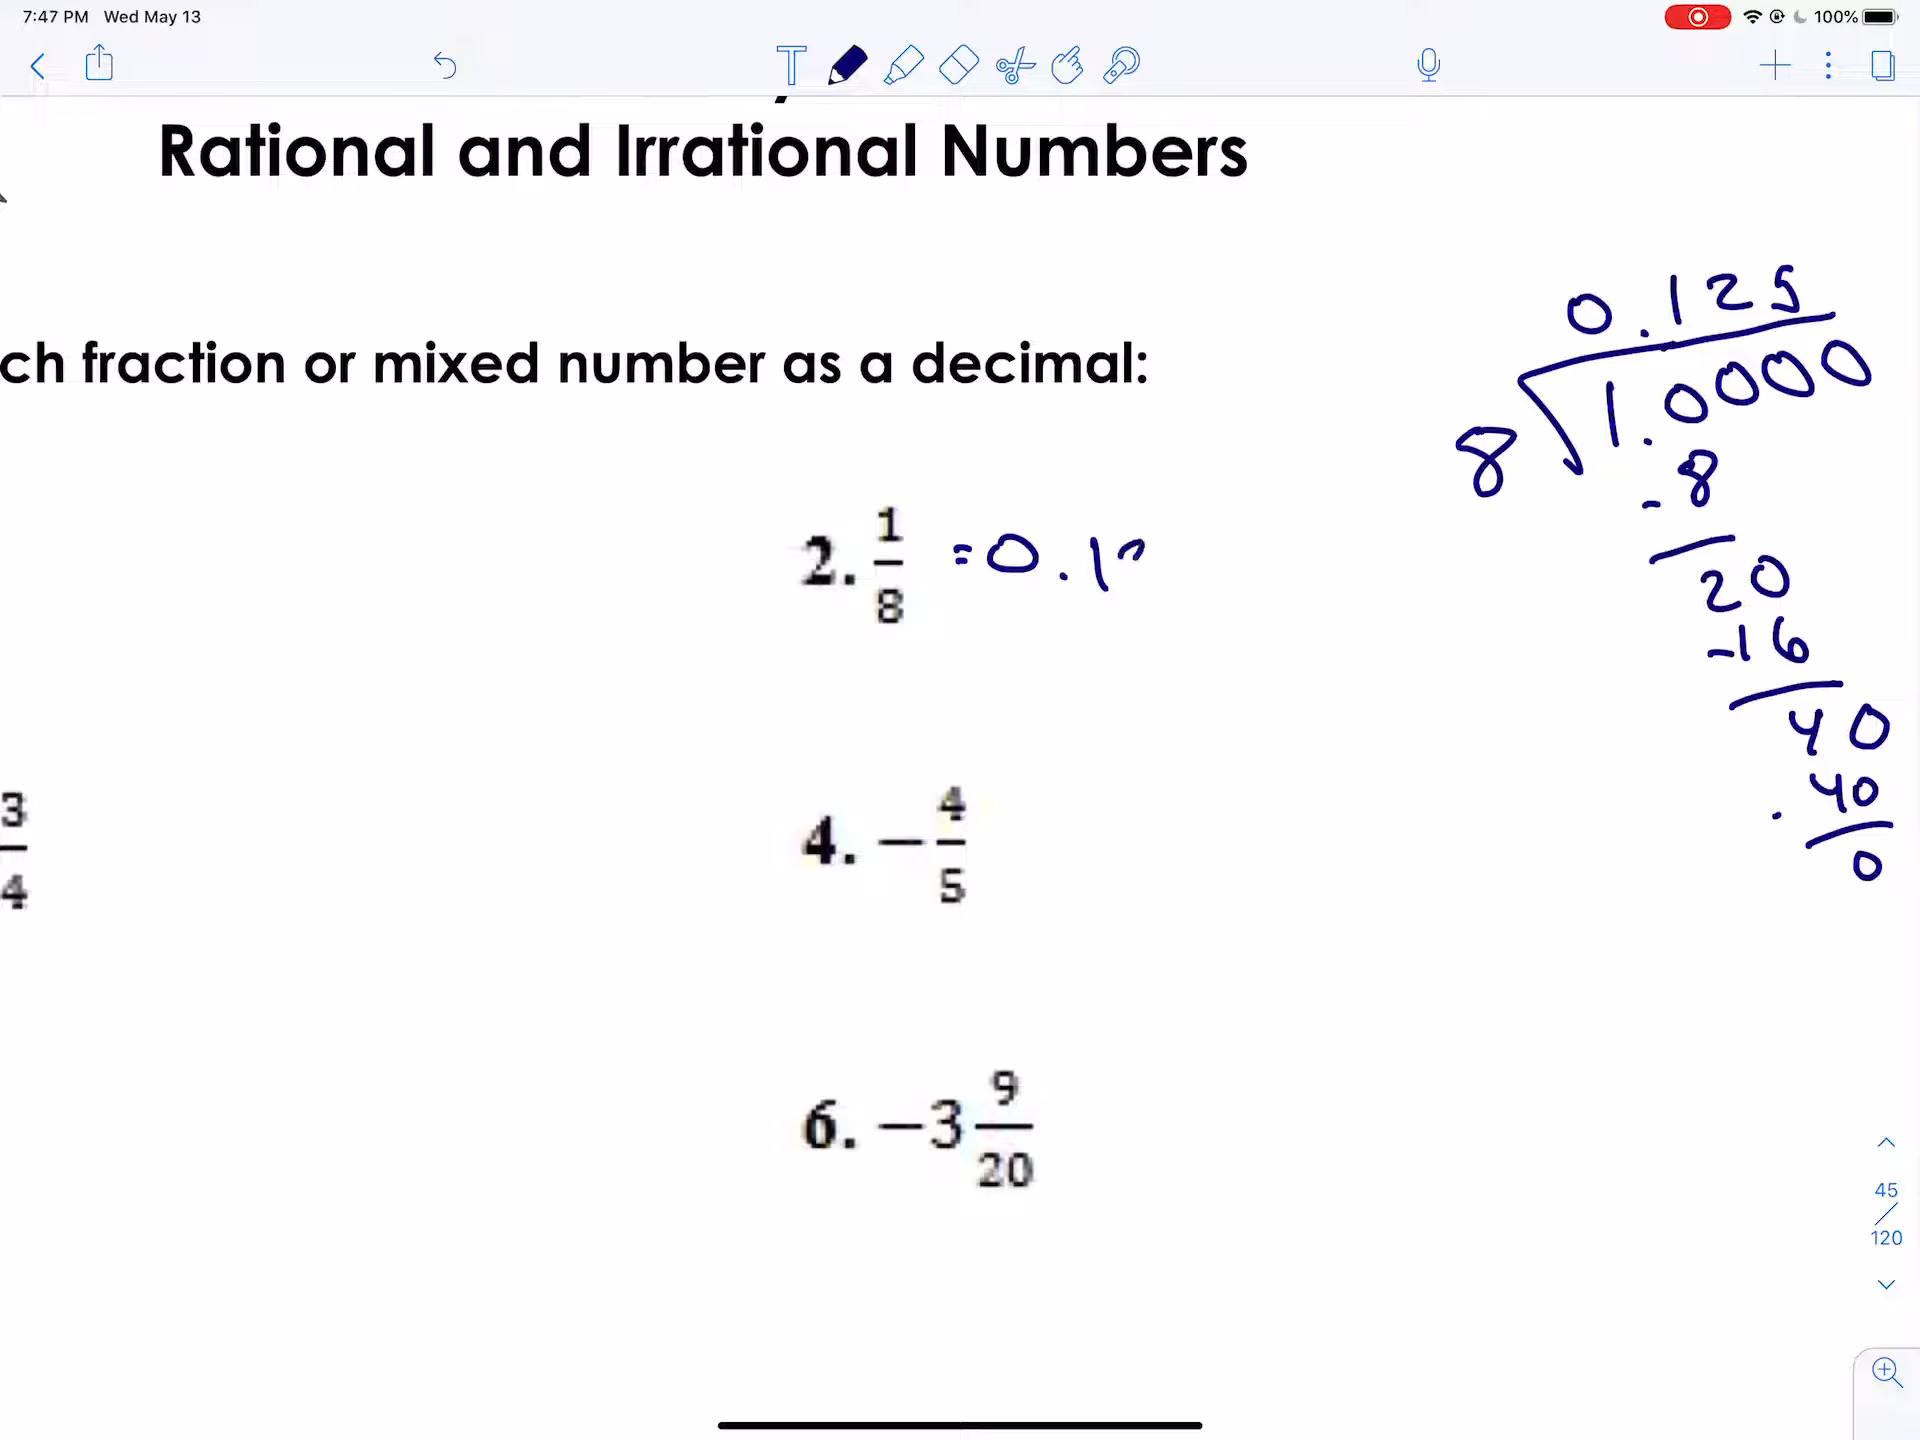 7:47 PM Wed May 13
100%
T
Rational and Irrational Numbers
ch fraction or mixed number as a decimal:
0.125
8 1.0000
- 8
20
-16
40
40
0
2. 1/8 = 0.1
3/4
4. -4/5
6. -3 9/20
45
/
120